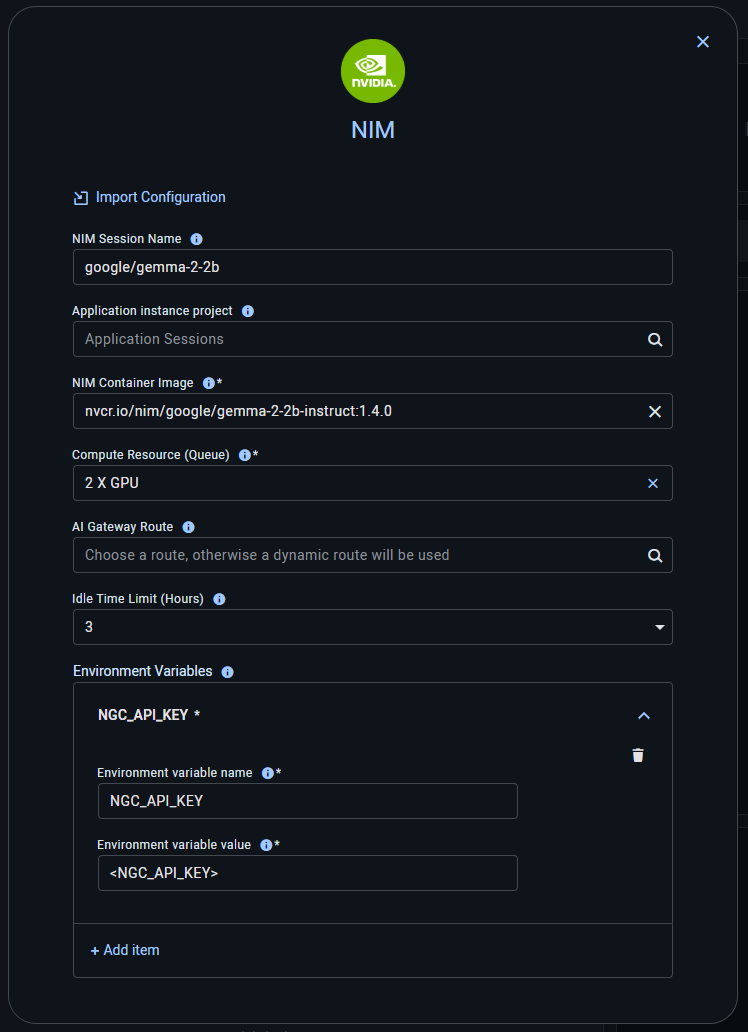 NVIDIA.
NIM
Import Configuration
NIM Session Name
google/gemma-2-2b
Application instance project
Application Sessions
NIM Container Image *
nvcr.io/nim/google/gemma-2-2b-instruct:1.4.0
Compute Resource (Queue) *
2 X GPU
AI Gateway Route
Choose a route, otherwise a dynamic route will be used
Idle Time Limit (Hours)
3
Environment Variables
NGC_API_KEY *
Environment variable name *
NGC_API_KEY
Environment variable value *
<NGC_API_KEY>
+ Add item